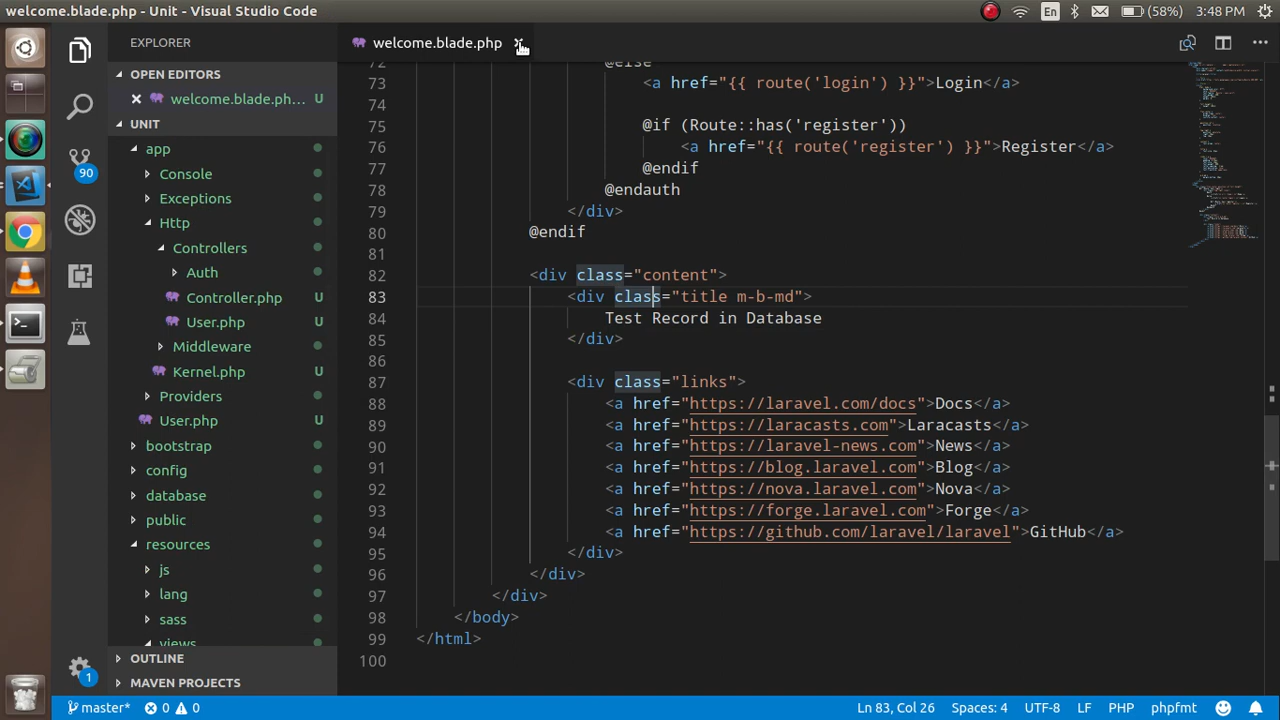 welcome.blade.php - Unit - Visual Studio Code
En
(58%)
3:48 PM
EXPLORER
OPEN EDITORS
welcome.blade.ph... U
UNIT
app
Console
Exceptions
Http
Controllers
Auth
Controller.php U
User.php U
Middleware
Kernel.php U
Providers
User.php U
bootstrap
config
database
public
resources
js
lang
sass
views
OUTLINE
MAVEN PROJECTS
90
1
welcome.blade.php
72 @else
73 <a href="{{ route('login') }}">Login</a>
74
75 @if (Route::has('register'))
76 <a href="{{ route('register') }}">Register</a>
77 @endif
78 @endauth
79 </div>
80 @endif
81
82 <div class="content">
83 <div class="title m-b-md">
84 Test Record in Database
85 </div>
86
87 <div class="links">
88 <a href="https://laravel.com/docs">Docs</a>
89 <a href="https://laracasts.com">Laracasts</a>
90 <a href="https://laravel-news.com">News</a>
91 <a href="https://blog.laravel.com">Blog</a>
92 <a href="https://nova.laravel.com">Nova</a>
93 <a href="https://forge.laravel.com">Forge</a>
94 <a href="https://github.com/laravel/laravel">GitHub</a>
95 </div>
96 </div>
97 </div>
98 </body>
99 </html>
100
master* 0 0
Ln 83, Col 26 Spaces: 4 UTF-8 LF PHP phpfmt